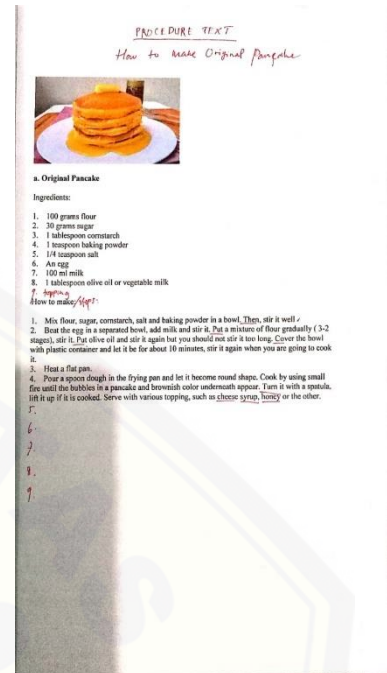 PROCEDURE TEXT
How to make Original Pancake
a. Original Pancake
Ingredients:
1. 100 grams flour
2. 30 grams sugar
3. 1 tablespoon cornstarch
4. 1 teaspoon baking powder
5. 1/4 teaspoon salt
6. An egg
7. 100 ml milk
8. 1 tablespoon olive oil or vegetable milk
9. topping
How to make/steps:
1. Mix flour, sugar, cornstarch, salt and baking powder in a bowl. Then, stir it well
2. Beat the egg in a separated bowl, add milk and stir it. Put a mixture of flour gradually ( 3-2
stages), stir it. Put olive oil and stir it again but you should not stir it too long. Cover the bowl
with plastic container and let it be for about 10 minutes, stir it again when you are going to cook
it.
3. Heat a flat pan.
4. Pour a spoon dough in the frying pan and let it become round shape. Cook by using small
fire until the bubbles in a pancake and brownish color underneath appear. Turn it with a spatula.
lift it up if it is cooked. Serve with various topping, such as cheese syrup, honey or the other.
5.
6.
7.
8.
9.